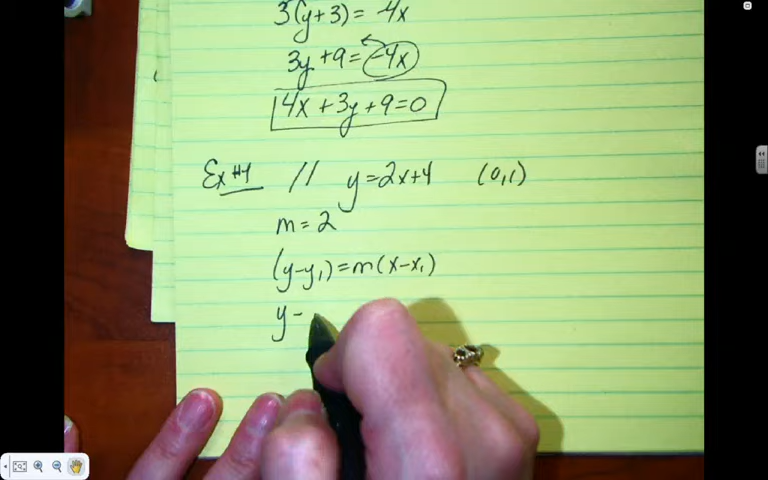 3(y+3) = -4x
3y +9 = -4x
4x + 3y + 9 = 0
Ex #4 // y = 2x+4 (0,1)
m = 2
(y-y₁) = m(x-x₁)
y -